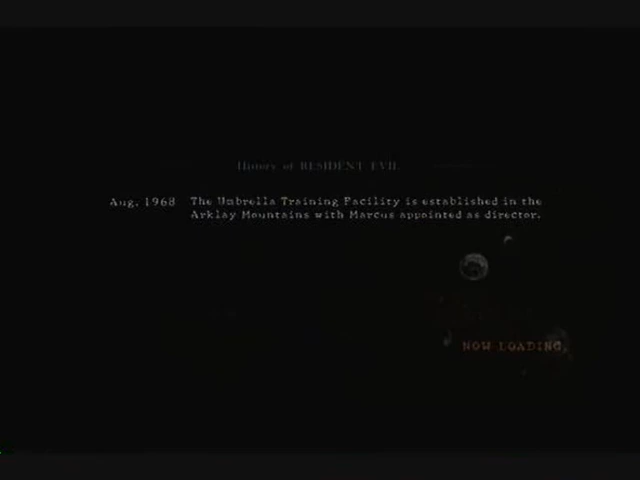 History of RESIDENT EVIL
Aug, 1968 The Umbrella Training Facility is established in the
Arklay Mountains with Marcus appointed as director.
NOW LOADING.